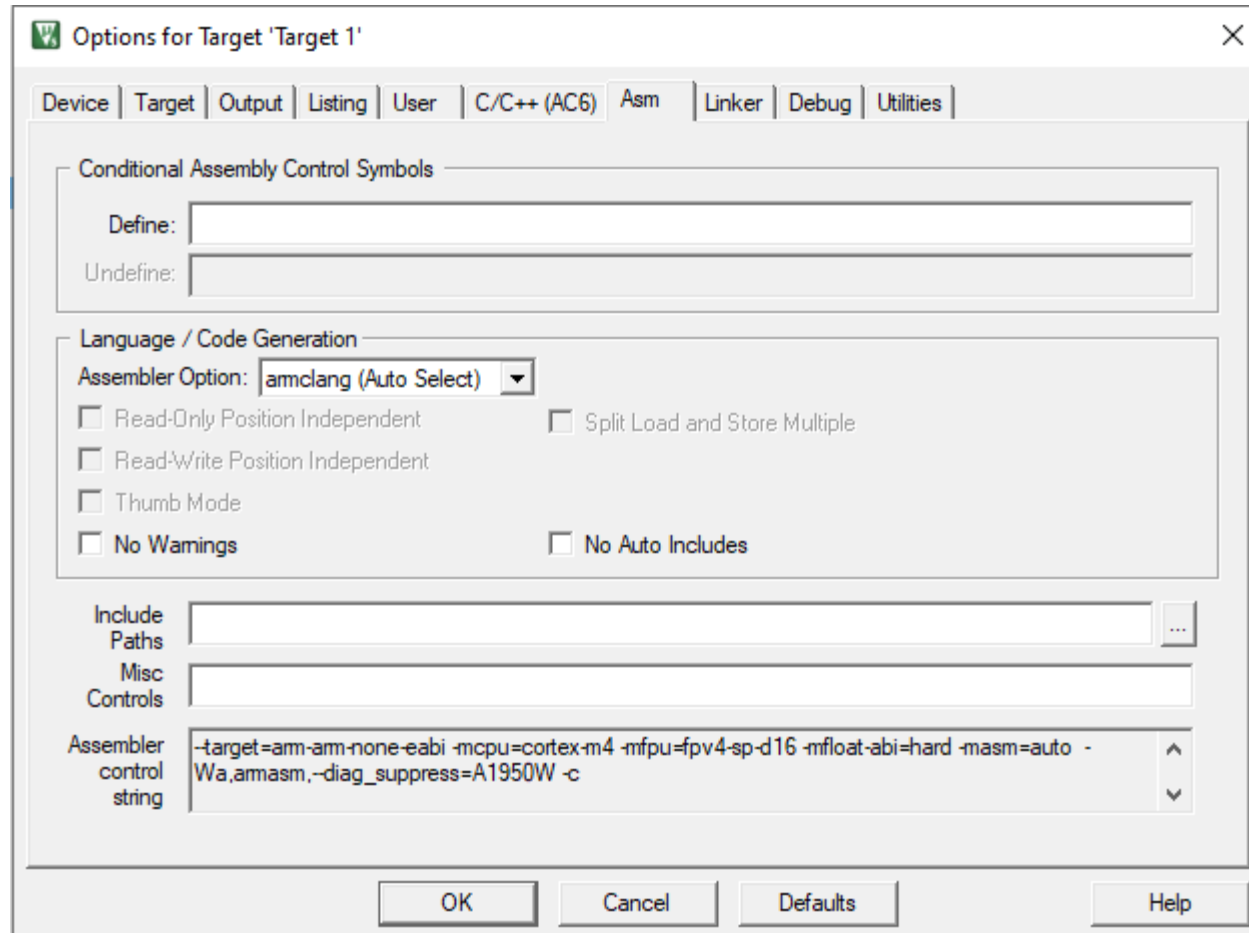 Options for Target 'Target 1'
Device Target Output Listing User C/C++ (AC6) Asm Linker Debug Utilities
Conditional Assembly Control Symbols
Define:
Undefine:
Language / Code Generation
Assembler Option: armclang (Auto Select)
Read-Only Position Independent Split Load and Store Multiple
Read-Write Position Independent
Thumb Mode
No Warnings No Auto Includes
Include
Paths
...
Misc
Controls
Assembler
control
string
--target=arm-arm-none-eabi -mcpu=cortex-m4 -mfpu=fpv4-sp-d16 -mfloat-abi=hard -masm=auto -
Wa,armasm,--diag_suppress=A1950W -c
OK Cancel Defaults Help